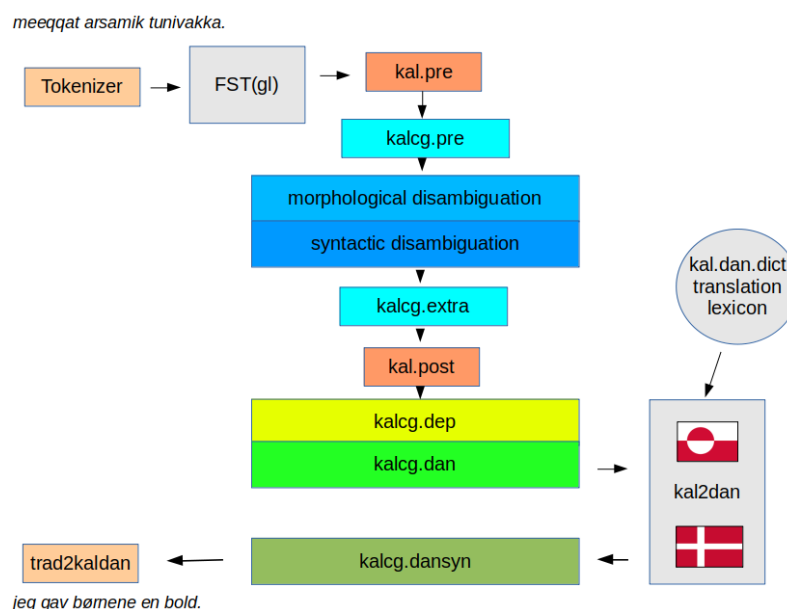 meeqqat arsamik tunivakka.
Tokenizer
FST(gl)
kal.pre
kalcg.pre
morphological disambiguation
syntactic disambiguation
kalcg.extra
kal.post
kalcg.dep
kalcg.dan
kal.dan.dict
translation
lexicon
kal2dan
kalcg.dansyn
trad2kaldan
jeg gav børnene en bold.